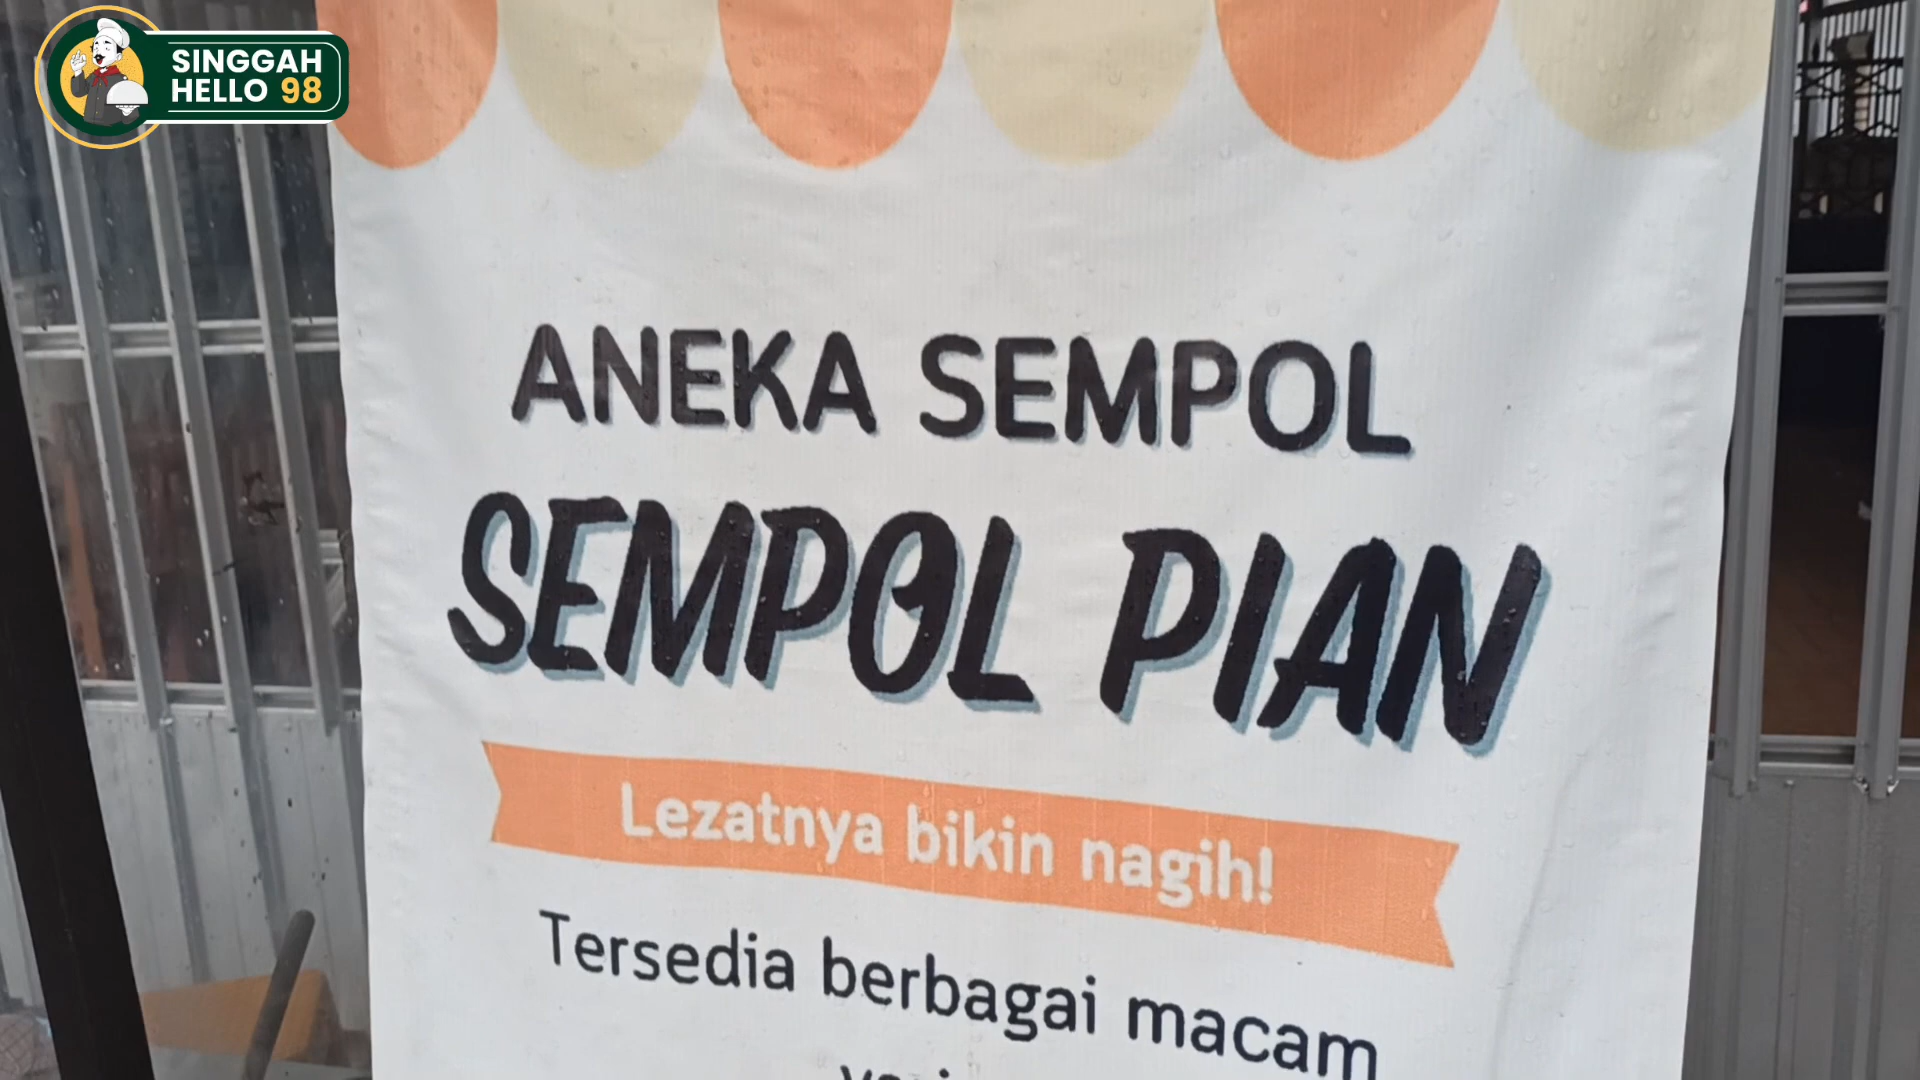 SINGGAH
HELLO 98
ANEKA SEMPOL
SEMPOL PIAN
Lezatnya bikin nagih!
Tersedia berbagai macam